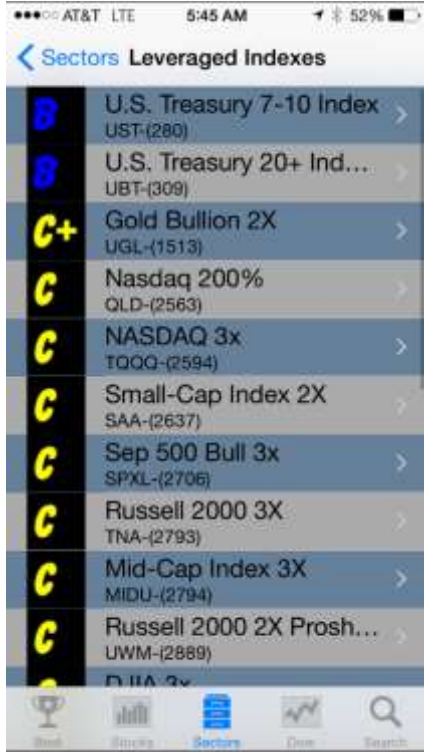 AT&T LTE 5:45 AM 52%
Sectors Leveraged Indexes
B U.S. Treasury 7-10 Index
UST-(280)
B U.S. Treasury 20+ Ind...
UBT-(309)
C+ Gold Bullion 2X
UGL-(1513)
C Nasdaq 200%
QLD-(2563)
C NASDAQ 3x
TQQQ-(2594)
C Small-Cap Index 2X
SAA-(2637)
C Sep 500 Bull 3x
SPXL-(2706)
C Russell 2000 3X
TNA-(2793)
C Mid-Cap Index 3X
MIDU-(2794)
C Russell 2000 2X Prosh...
UWM-(2889)
DJIA 3x
Best Stocks Sectors Dow Search